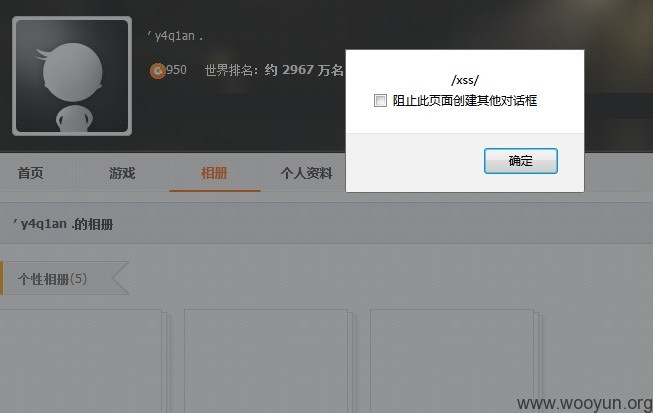 ′ y4q1an .
950 世界排名：约 2967 万名
/xss/
阻止此页面创建其他对话框
确定
首页 游戏 相册 个人资料
′ y4q1an .的相册
个性相册(5)
www.wooyun.org